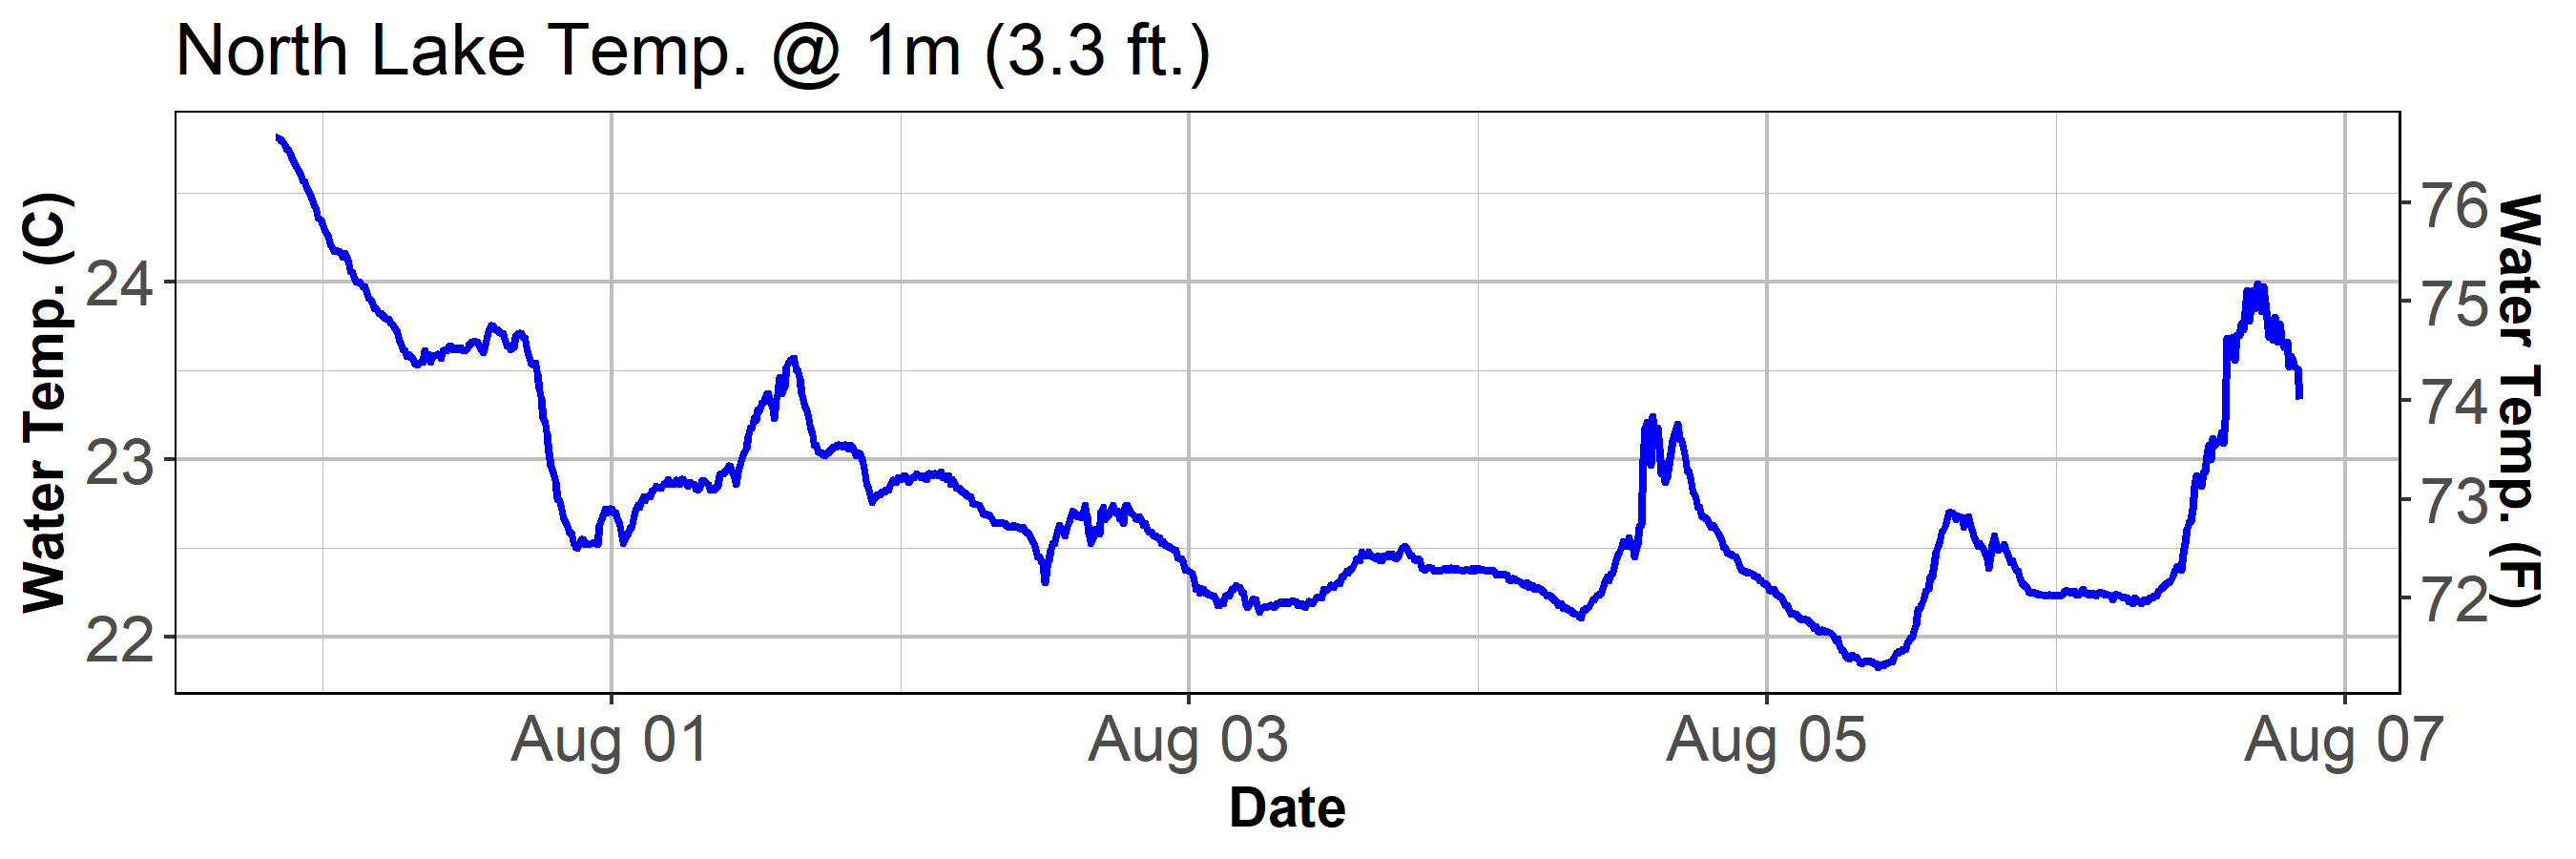 North Lake Temp. @ 1m (3.3 ft.)
Water Temp. (C)
24
23
22
76
75
74
73
72
Water Temp. (F)
Aug 01 Aug 03 Aug 05 Aug 07
Date